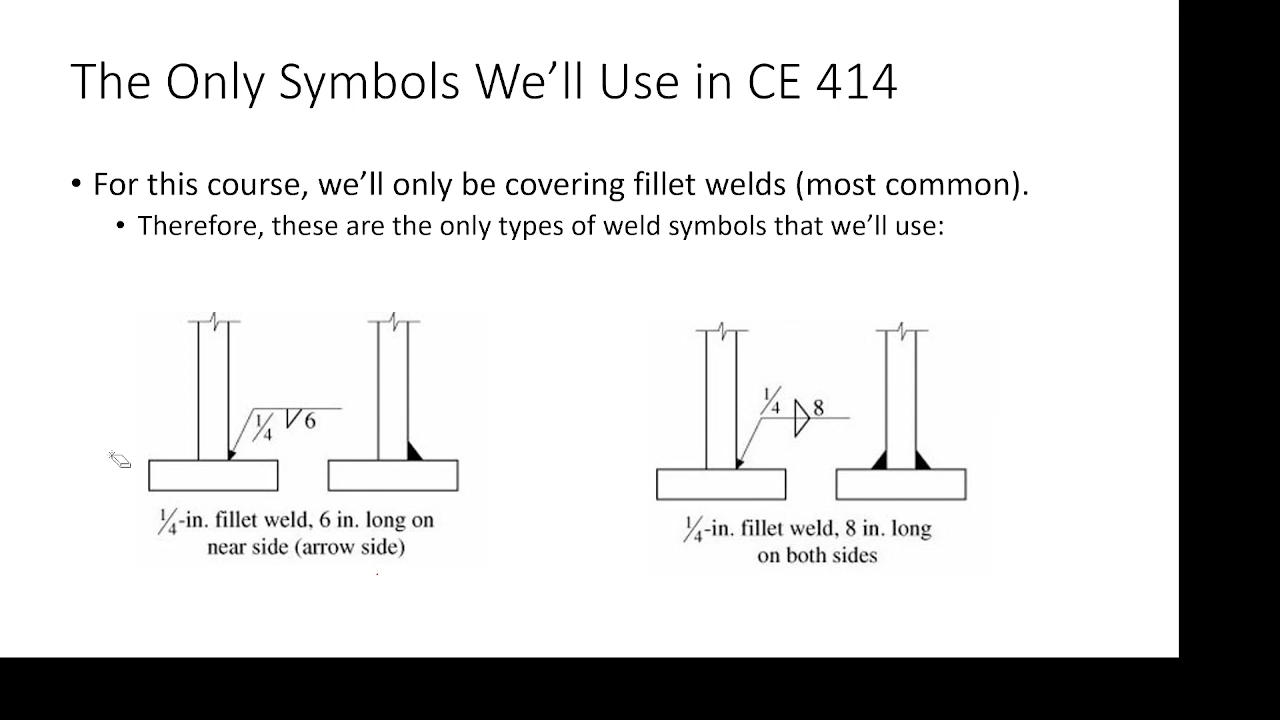 The Only Symbols We’ll Use in CE 414
• For this course, we’ll only be covering fillet welds (most common).
• Therefore, these are the only types of weld symbols that we’ll use:
1/4 6
1/4-in. fillet weld, 6 in. long on
near side (arrow side)
1/4 8
1/4-in. fillet weld, 8 in. long
on both sides